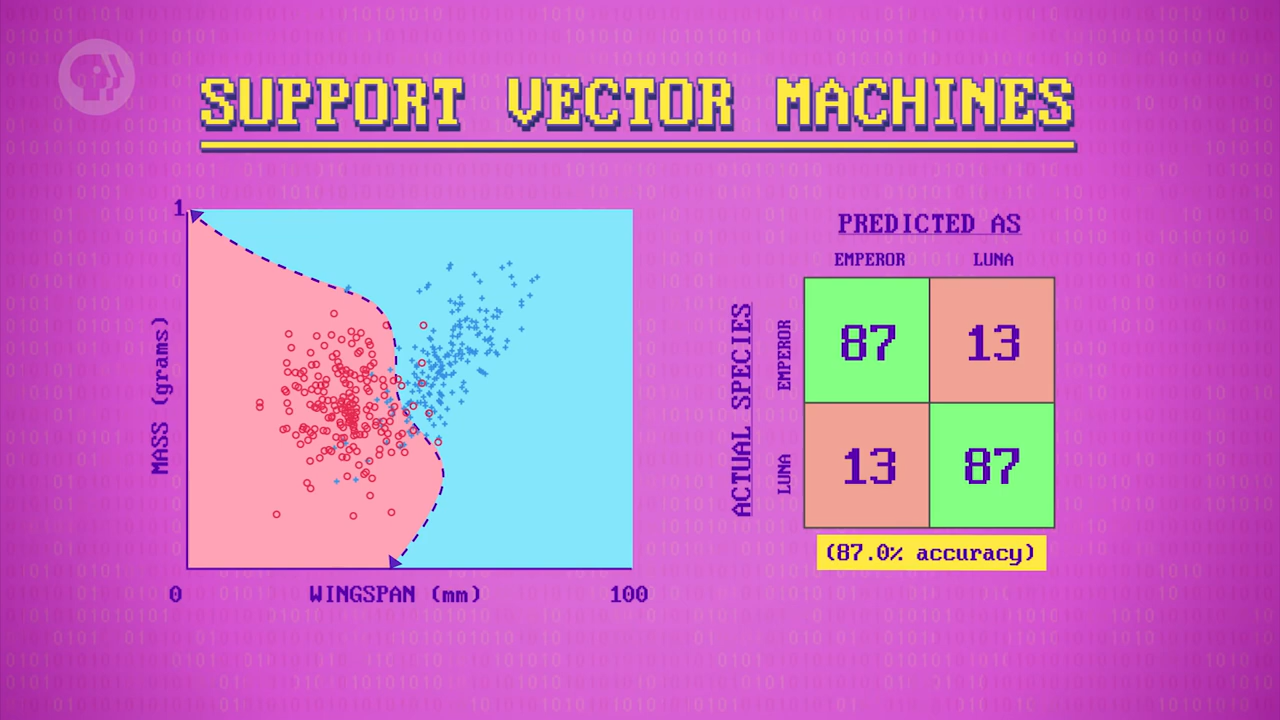 SUPPORT VECTOR MACHINES
1
MASS (grams)
0
WINGSPAN (mm)
100
PREDICTED AS
EMPEROR LUNA
ACTUAL SPECIES
EMPEROR
87 13
LUNA
13 87
(87.0% accuracy)